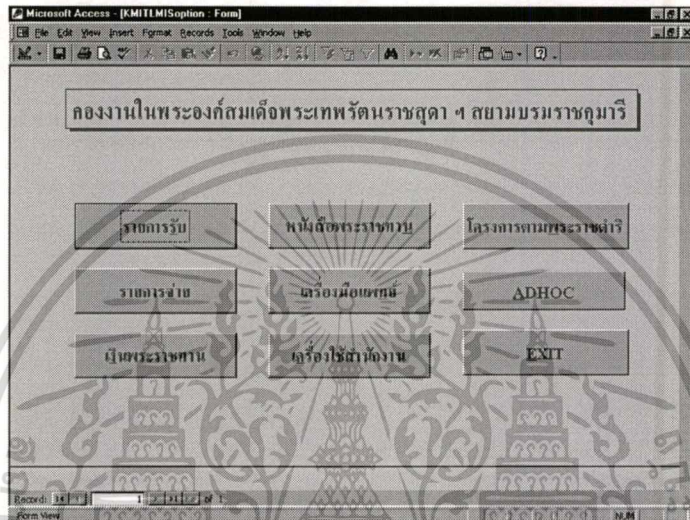 Microsoft Access - [KMITLMISoption : Form]
File Edit View Insert Format Records Tools Window Help
คองงานในพระองค์สมเด็จพระเทพรัตนราชสุดา ฯ สยามบรมราชกุมารี
รายการรับ หนังสือพระราชทาน โครงการตามพระราชดำริ
รายการจ่าย เครื่องมือแพทย์ ADHOC
เงินพระราชทาน เครื่องใช้สำนักงาน EXIT
Record: 1 of 1
Form View NUM